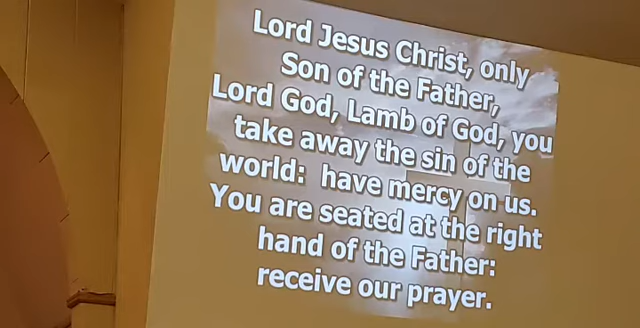 Lord Jesus Christ, only
Son of the Father,
Lord God, Lamb of God, you
take away the sin of the
world: have mercy on us.
You are seated at the right
hand of the Father:
receive our prayer.